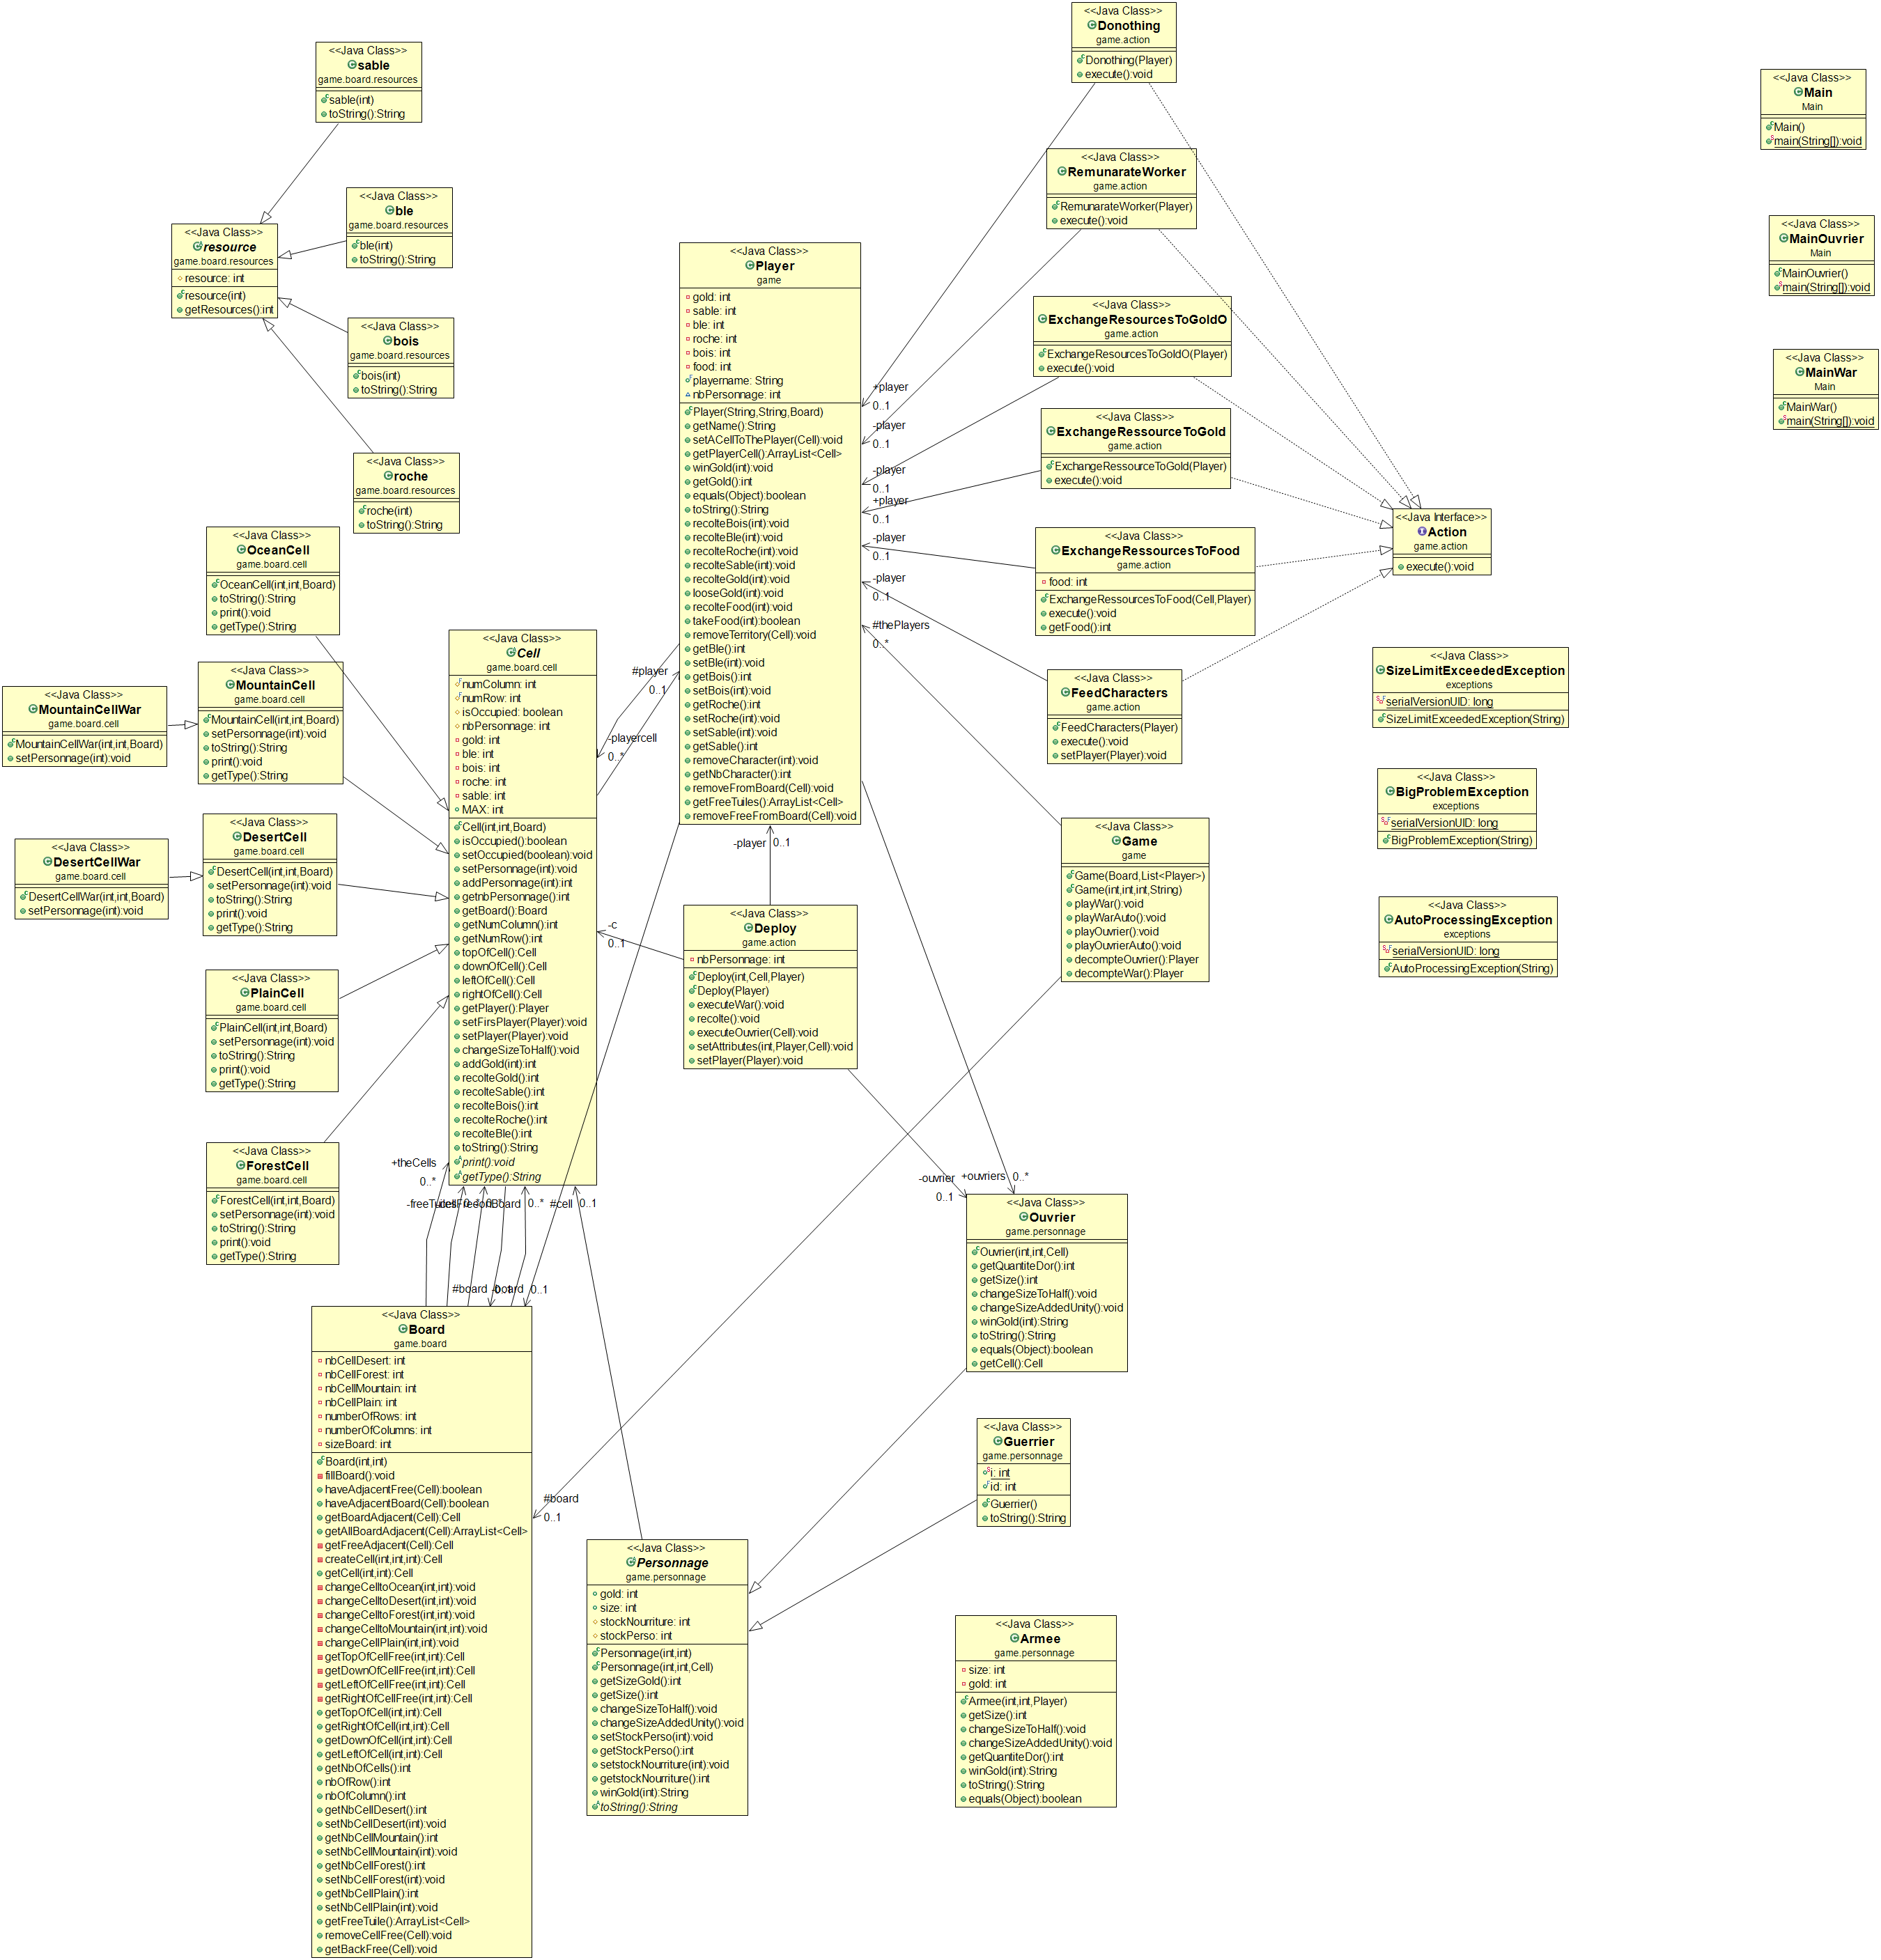 <<Java Class>>
Donothing
game.action
Donothing(Player)
execute():void
<<Java Class>>
sable
game.board.resources
sable(int)
toString():String
<<Java Class>>
Main
Main
Main()
main(String[]):void
<<Java Class>>
RemunarateWorker
game.action
RemunarateWorker(Player)
execute():void
<<Java Class>>
ble
game.board.resources
ble(int)
toString():String
<<Java Class>>
MainOuvrier
Main
MainOuvrier()
main(String[]):void
<<Java Class>>
resource
game.board.resources
resource: int
resource(int)
getResources():int
<<Java Class>>
Player
game
gold: int
sable: int
ble: int
roche: int
bois: int
food: int
playername: String
nbPersonnage: int
Player(String,String,Board)
getName():String
setACellToThePlayer(Cell):void
getPlayerCell():ArrayList<Cell>
winGold(int):void
getGold():int
equals(Object):boolean
toString():String
recolteBois(int):void
recolteBle(int):void
recolteRoche(int):void
recolteSable(int):void
recolteGold(int):void
looseGold(int):void
recolteFood(int):void
takeFood(int):boolean
removeTerritory(Cell):void
getBle():int
setBle(int):void
getBois():int
setBois(int):void
getRoche():int
setRoche(int):void
setSable(int):void
getSable():int
removeCharacter(int):void
getNbCharacter():int
removeFromBoard(Cell):void
getFreeTuiles():ArrayList<Cell>
removeFreeFromBoard(Cell):void
<<Java Class>>
ExchangeResourcesToGoldO
game.action
ExchangeResourcesToGoldO(Player)
execute():void
<<Java Class>>
bois
game.board.resources
bois(int)
toString():String
<<Java Class>>
MainWar
Main
MainWar()
main(String[]):void
+player
0..1
-player
0..1
-player
0..1
+player
0..1
-player
0..1
-player
0..1
#thePlayers
0..*
<<Java Class>>
ExchangeRessourceToGold
game.action
ExchangeRessourceToGold(Player)
execute():void
<<Java Class>>
roche
game.board.resources
roche(int)
toString():String
<<Java Interface>>
Action
game.action
execute():void
<<Java Class>>
OceanCell
game.board.cell
OceanCell(int,int,Board)
toString():String
print():void
getType():String
<<Java Class>>
ExchangeRessourcesToFood
game.action
food: int
ExchangeRessourcesToFood(Cell,Player)
execute():void
getFood():int
<<Java Class>>
Cell
game.board.cell
numColumn: int
numRow: int
isOccupied: boolean
nbPersonnage: int
gold: int
ble: int
bois: int
roche: int
sable: int
MAX: int
Cell(int,int,Board)
isOccupied():boolean
setOccupied(boolean):void
setPersonnage(int):void
addPersonnage(int):int
getnbPersonnage():int
getBoard():Board
getNumColumn():int
getNumRow():int
topOfCell():Cell
downOfCell():Cell
leftOfCell():Cell
rightOfCell():Cell
getPlayer():Player
setFirsPlayer(Player):void
setPlayer(Player):void
changeSizeToHalf():void
addGold(int):int
recolteGold():int
recolteSable():int
recolteBois():int
recolteRoche():int
recolteBle():int
toString():String
print():void
getType():String
#player
0..1
-playercell
0..*
<<Java Class>>
SizeLimitExceededException
exceptions
serialVersionUID: long
SizeLimitExceededException(String)
<<Java Class>>
MountainCell
game.board.cell
MountainCell(int,int,Board)
setPersonnage(int):void
toString():String
print():void
getType():String
<<Java Class>>
MountainCellWar
game.board.cell
MountainCellWar(int,int,Board)
setPersonnage(int):void
<<Java Class>>
FeedCharacters
game.action
FeedCharacters(Player)
execute():void
setPlayer(Player):void
<<Java Class>>
BigProblemException
exceptions
serialVersionUID: long
BigProblemException(String)
<<Java Class>>
DesertCell
game.board.cell
DesertCell(int,int,Board)
setPersonnage(int):void
toString():String
print():void
getType():String
<<Java Class>>
DesertCellWar
game.board.cell
DesertCellWar(int,int,Board)
setPersonnage(int):void
<<Java Class>>
Game
game
Game(Board,List<Player>)
Game(int,int,int,String)
playWar():void
playWarAuto():void
playOuvrier():void
playOuvrierAuto():void
decompteOuvrier():Player
decompteWar():Player
-player
0..1
<<Java Class>>
AutoProcessingException
exceptions
serialVersionUID: long
AutoProcessingException(String)
-c
0..1
<<Java Class>>
Deploy
game.action
nbPersonnage: int
Deploy(int,Cell,Player)
Deploy(Player)
executeWar():void
recolte():void
executeOuvrier(Cell):void
setAttributes(int,Player,Cell):void
setPlayer(Player):void
<<Java Class>>
PlainCell
game.board.cell
PlainCell(int,int,Board)
setPersonnage(int):void
toString():String
print():void
getType():String
<<Java Class>>
ForestCell
game.board.cell
ForestCell(int,int,Board)
setPersonnage(int):void
toString():String
print():void
getType():String
+theCells
0..*
0..*
#cell
0..1
-ouvrier
0..1
+ouvriers
0..*
<<Java Class>>
Ouvrier
game.personnage
Ouvrier(int,int,Cell)
getQuantiteDor():int
getSize():int
changeSizeToHalf():void
changeSizeAddedUnity():void
winGold(int):String
toString():String
equals(Object):boolean
getCell():Cell
#board
0..1
-board
0..1
<<Java Class>>
Board
game.board
nbCellDesert: int
nbCellForest: int
nbCellMountain: int
nbCellPlain: int
numberOfRows: int
numberOfColumns: int
sizeBoard: int
Board(int,int)
fillBoard():void
haveAdjacentFree(Cell):boolean
haveAdjacentBoard(Cell):boolean
getBoardAdjacent(Cell):Cell
getAllBoardAdjacent(Cell):ArrayList<Cell>
getFreeAdjacent(Cell):Cell
createCell(int,int,int):Cell
getCell(int,int):Cell
changeCelltoOcean(int,int):void
changeCelltoDesert(int,int):void
changeCelltoForest(int,int):void
changeCelltoMountain(int,int):void
changeCellPlain(int,int):void
getTopOfCellFree(int,int):Cell
getDownOfCellFree(int,int):Cell
getLeftOfCellFree(int,int):Cell
getRightOfCellFree(int,int):Cell
getTopOfCell(int,int):Cell
getRightOfCell(int,int):Cell
getDownOfCell(int,int):Cell
getLeftOfCell(int,int):Cell
getNbOfCells():int
nbOfRow():int
nbOfColumn():int
getNbCellDesert():int
setNbCellDesert(int):void
getNbCellMountain():int
setNbCellMountain(int):void
getNbCellForest():int
setNbCellForest(int):void
getNbCellPlain():int
setNbCellPlain(int):void
getFreeTuile():ArrayList<Cell>
removeCellFree(Cell):void
getBackFree(Cell):void
<<Java Class>>
Guerrier
game.personnage
i: int
id: int
Guerrier()
toString():String
#board
0..1
<<Java Class>>
Personnage
game.personnage
gold: int
size: int
stockNourriture: int
stockPerso: int
Personnage(int,int)
Personnage(int,int,Cell)
getSizeGold():int
getSize():int
changeSizeToHalf():void
changeSizeAddedUnity():void
setStockPerso(int):void
getStockPerso():int
setstockNourriture(int):void
getstockNourriture():int
winGold(int):String
toString():String
<<Java Class>>
Armee
game.personnage
size: int
gold: int
Armee(int,int,Player)
getSize():int
changeSizeToHalf():void
changeSizeAddedUnity():void
getQuantiteDor():int
winGold(int):String
toString():String
equals(Object):boolean